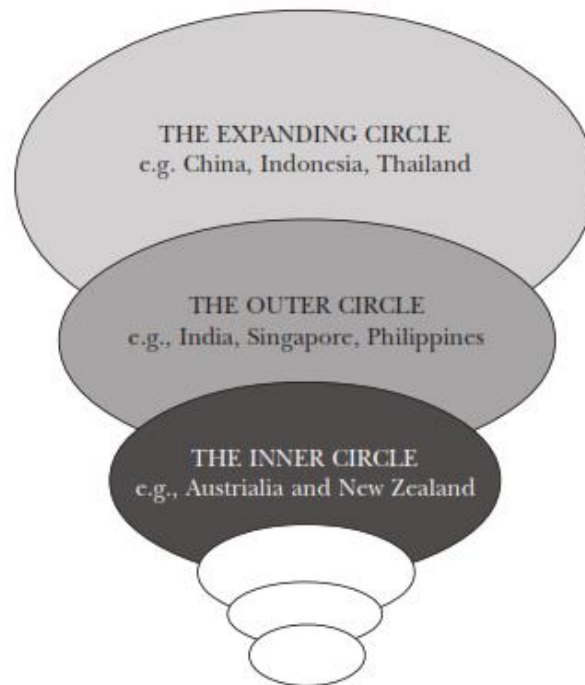 THE EXPANDING CIRCLE
e.g. China, Indonesia, Thailand
THE OUTER CIRCLE
e.g., India, Singapore, Philippines
THE INNER CIRCLE
e.g., Austrialia and New Zealand